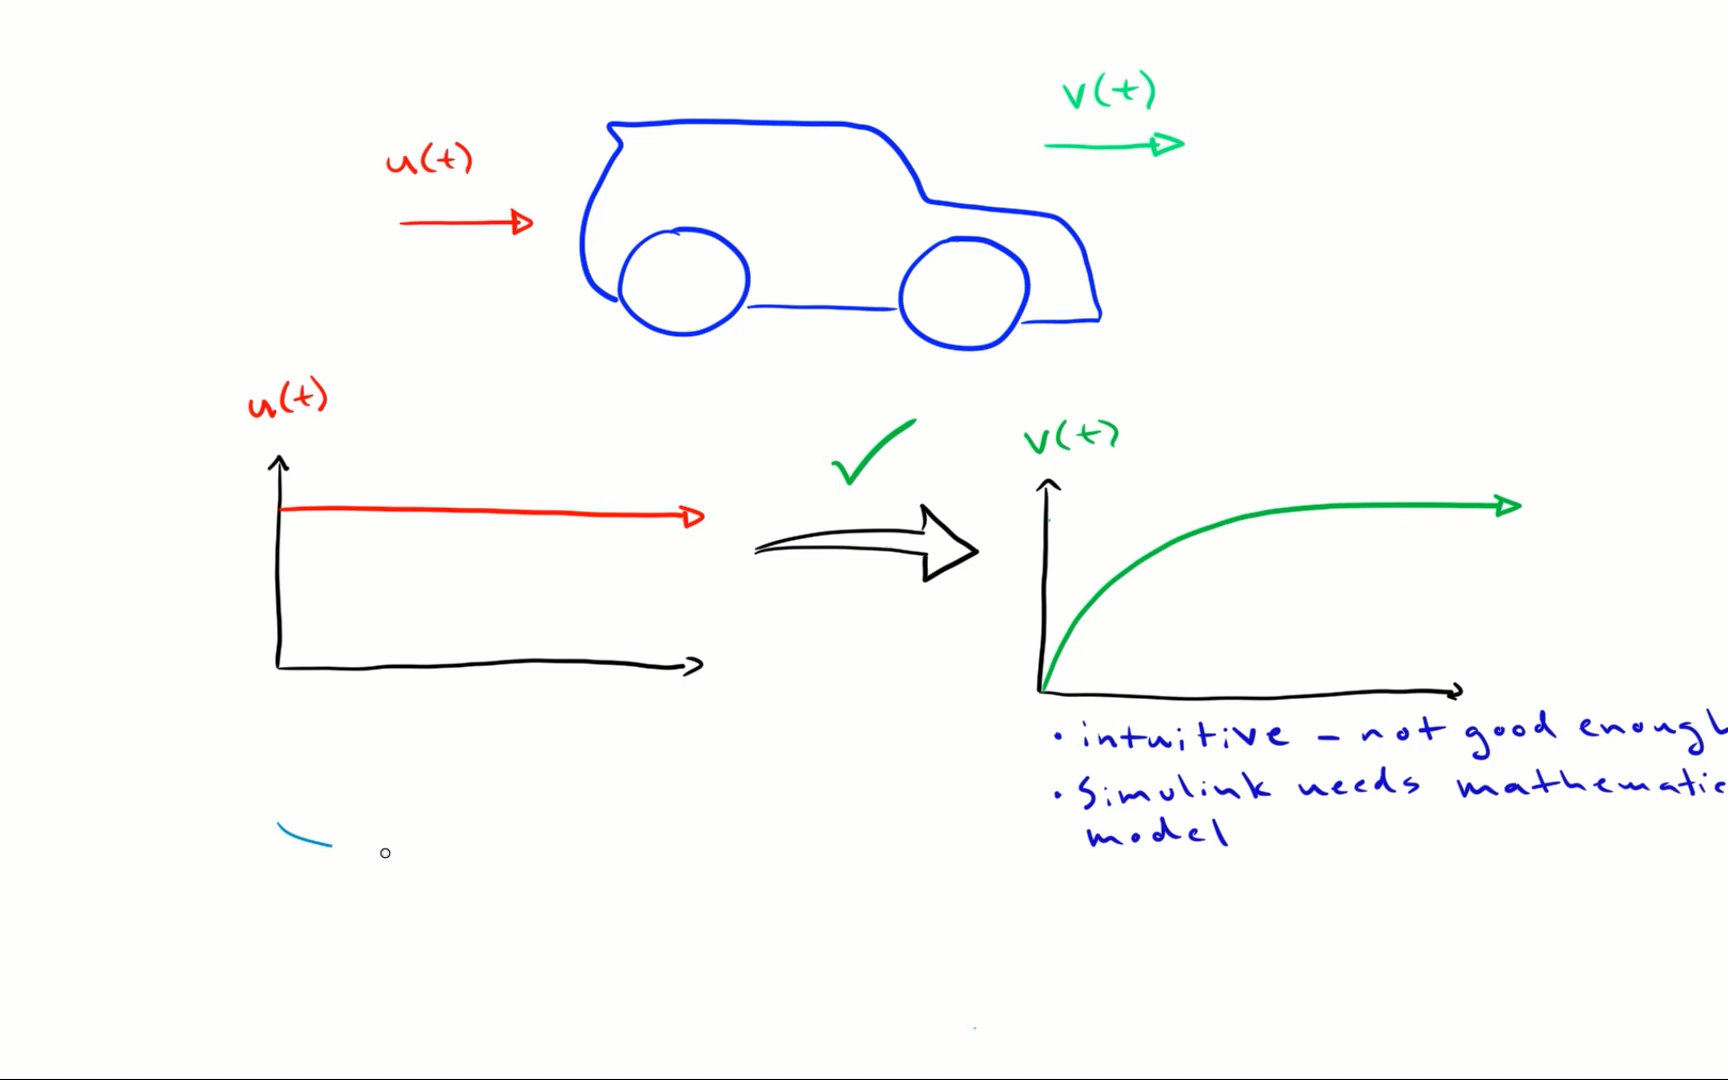 v(t)
u(t)
u(t)
v(t)
• intuitive - not good enough
• Simulink needs mathematic
model